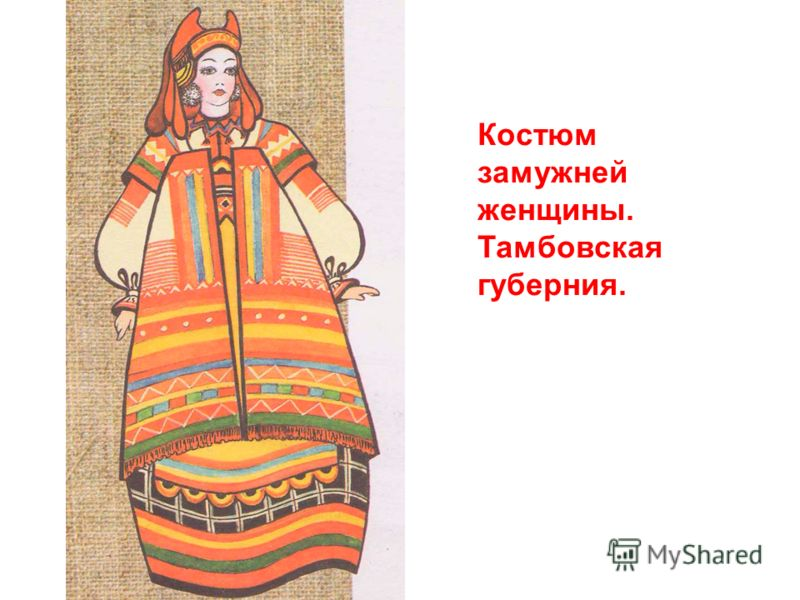 Костюм
замужней
женщины.
Тамбовская
губерния.
MyShared